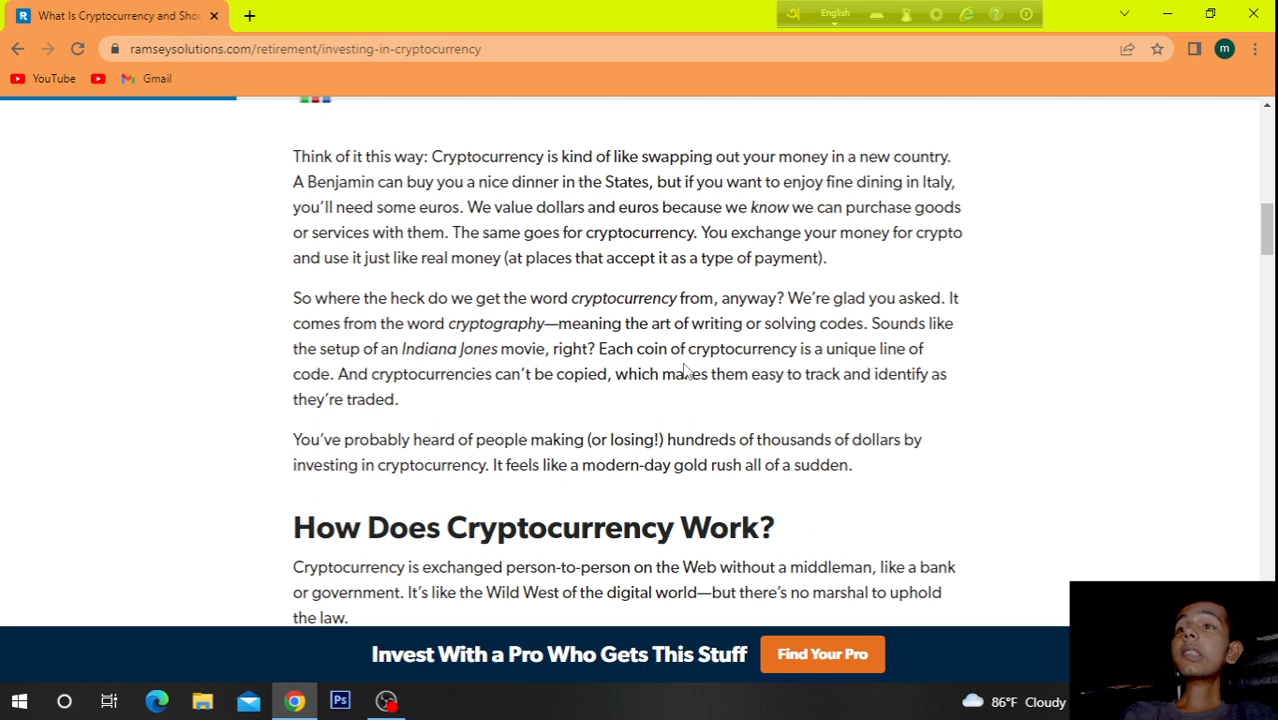 What Is Cryptocurrency and Shou
English
ramseysolutions.com/retirement/investing-in-cryptocurrency
m
YouTube
Gmail
Think of it this way: Cryptocurrency is kind of like swapping out your money in a new country.
A Benjamin can buy you a nice dinner in the States, but if you want to enjoy fine dining in Italy,
you’ll need some euros. We value dollars and euros because we know we can purchase goods
or services with them. The same goes for cryptocurrency. You exchange your money for crypto
and use it just like real money (at places that accept it as a type of payment).
So where the heck do we get the word cryptocurrency from, anyway? We’re glad you asked. It
comes from the word cryptography—meaning the art of writing or solving codes. Sounds like
the setup of an Indiana Jones movie, right? Each coin of cryptocurrency is a unique line of
code. And cryptocurrencies can’t be copied, which makes them easy to track and identify as
they’re traded.
You’ve probably heard of people making (or losing!) hundreds of thousands of dollars by
investing in cryptocurrency. It feels like a modern-day gold rush all of a sudden.
How Does Cryptocurrency Work?
Cryptocurrency is exchanged person-to-person on the Web without a middleman, like a bank
or government. It’s like the Wild West of the digital world—but there’s no marshal to uphold
the law.
Invest With a Pro Who Gets This Stuff
Find Your Pro
Ps
86°F Cloudy